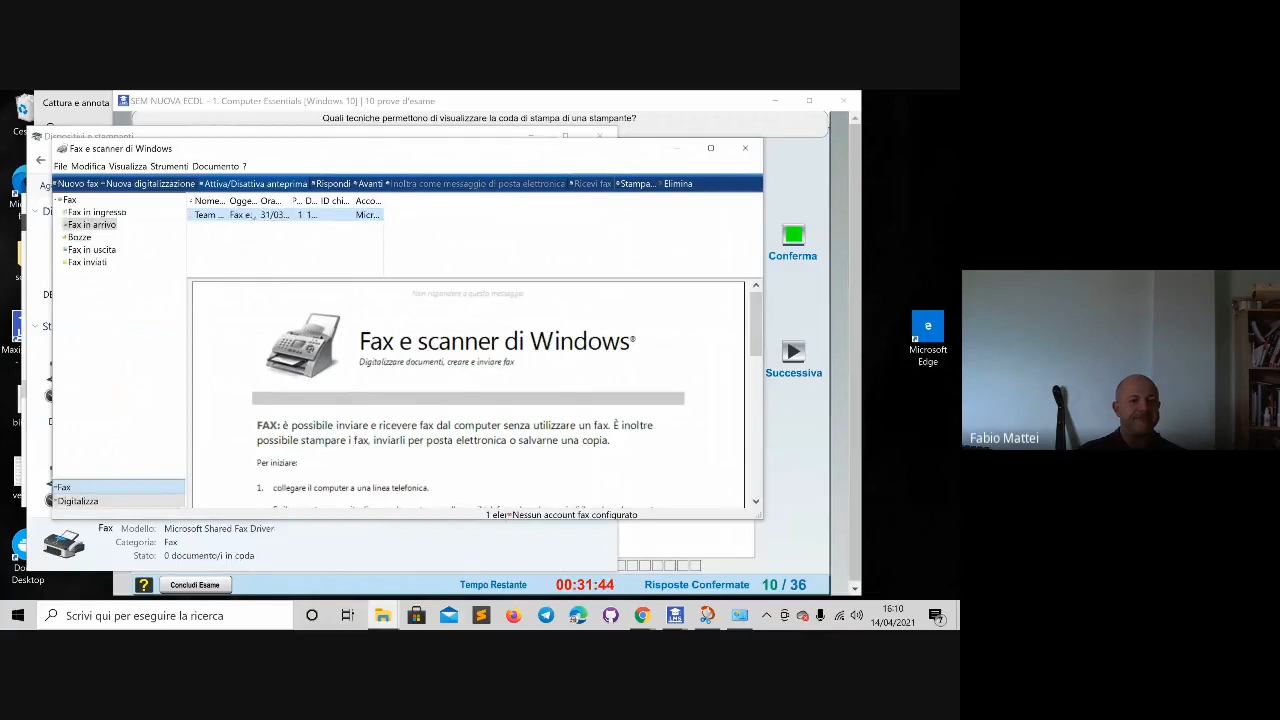 Cattura e annota
SEM NUOVA ECDL - 1. Computer Essentials [Windows 10] | 10 prove d'esame
Quali tecniche permettono di visualizzare la coda di stampa di una stampante?
Dispositivi e stampanti
Fax e scanner di Windows
File Modifica Visualizza Strumenti Documento ?
Nuovo fax Nuova digitalizzazione Attiva/Disattiva anteprima Rispondi Avanti Inoltra come messaggio di posta elettronica Ricevi fax Stampa... Elimina
Fax
Fax in ingresso
Fax in arrivo
Bozze
Fax in uscita
Fax inviati
Nome... Ogge... Ora... P... D... ID chi... Acco...
Team ... Fax e... 31/03... 1 1... Micr...
Non rispondere a questo messaggio
Fax e scanner di Windows®
Digitalizzare documenti, creare e inviare fax
FAX: è possibile inviare e ricevere fax dal computer senza utilizzare un fax. È inoltre
possibile stampare i fax, inviarli per posta elettronica o salvarne una copia.
Per iniziare:
1. collegare il computer a una linea telefonica.
Fax
Digitalizza
1 ele Nessun account fax configurato
Fax Modello: Microsoft Shared Fax Driver
Categoria: Fax
Stato: 0 documento/i in coda
Conferma
Successiva
? Concludi Esame Tempo Restante 00:31:44 Risposte Confermate 10 / 36
Desktop
Microsoft
Edge
Fabio Mattei
Scrivi qui per eseguire la ricerca
LMS
16:10
14/04/2021